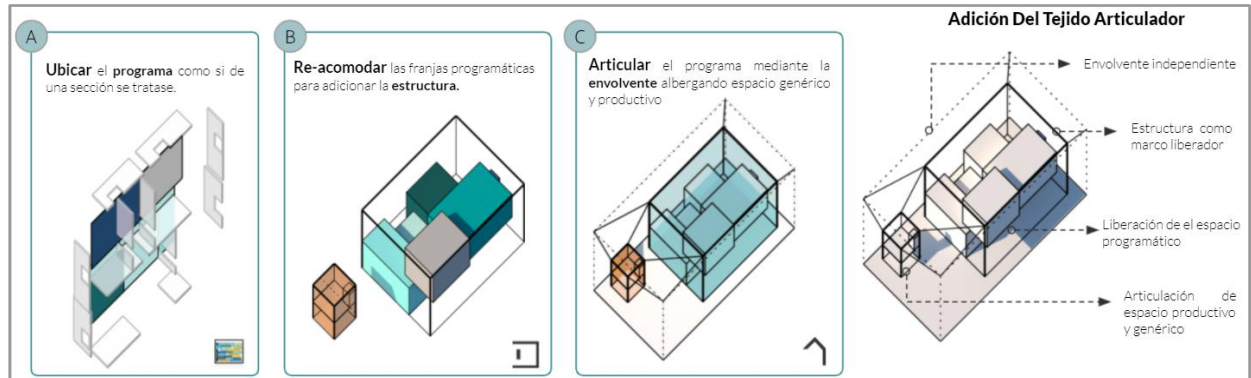 A
Ubicar el programa como si de
una sección se tratase.
B
Re-acomodar las franjas programáticas
para adicionar la estructura.
C
Articular el programa mediante la
envolvente albergando espacio genérico
y productivo
Adición Del Tejido Articulador
Envolvente independiente
Estructura como
marco liberador
Liberación de el espacio
programático
Articulación de
espacio productivo
y genérico